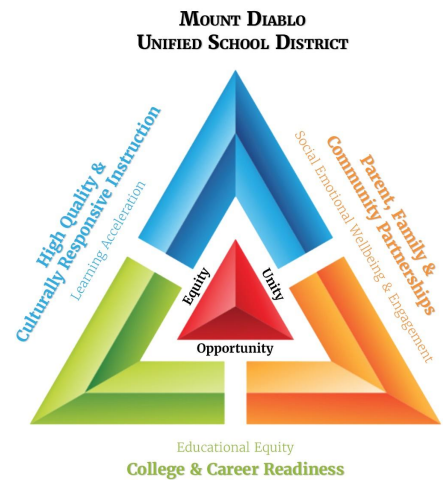 MOUNT DIABLO
UNIFIED SCHOOL DISTRICT
High Quality &
Culturally Responsive Instruction
Learning Acceleration
Parent, Family &
Community Partnerships
Social Emotional Wellbeing & Engagement
Equity
Unity
Opportunity
Educational Equity
College & Career Readiness